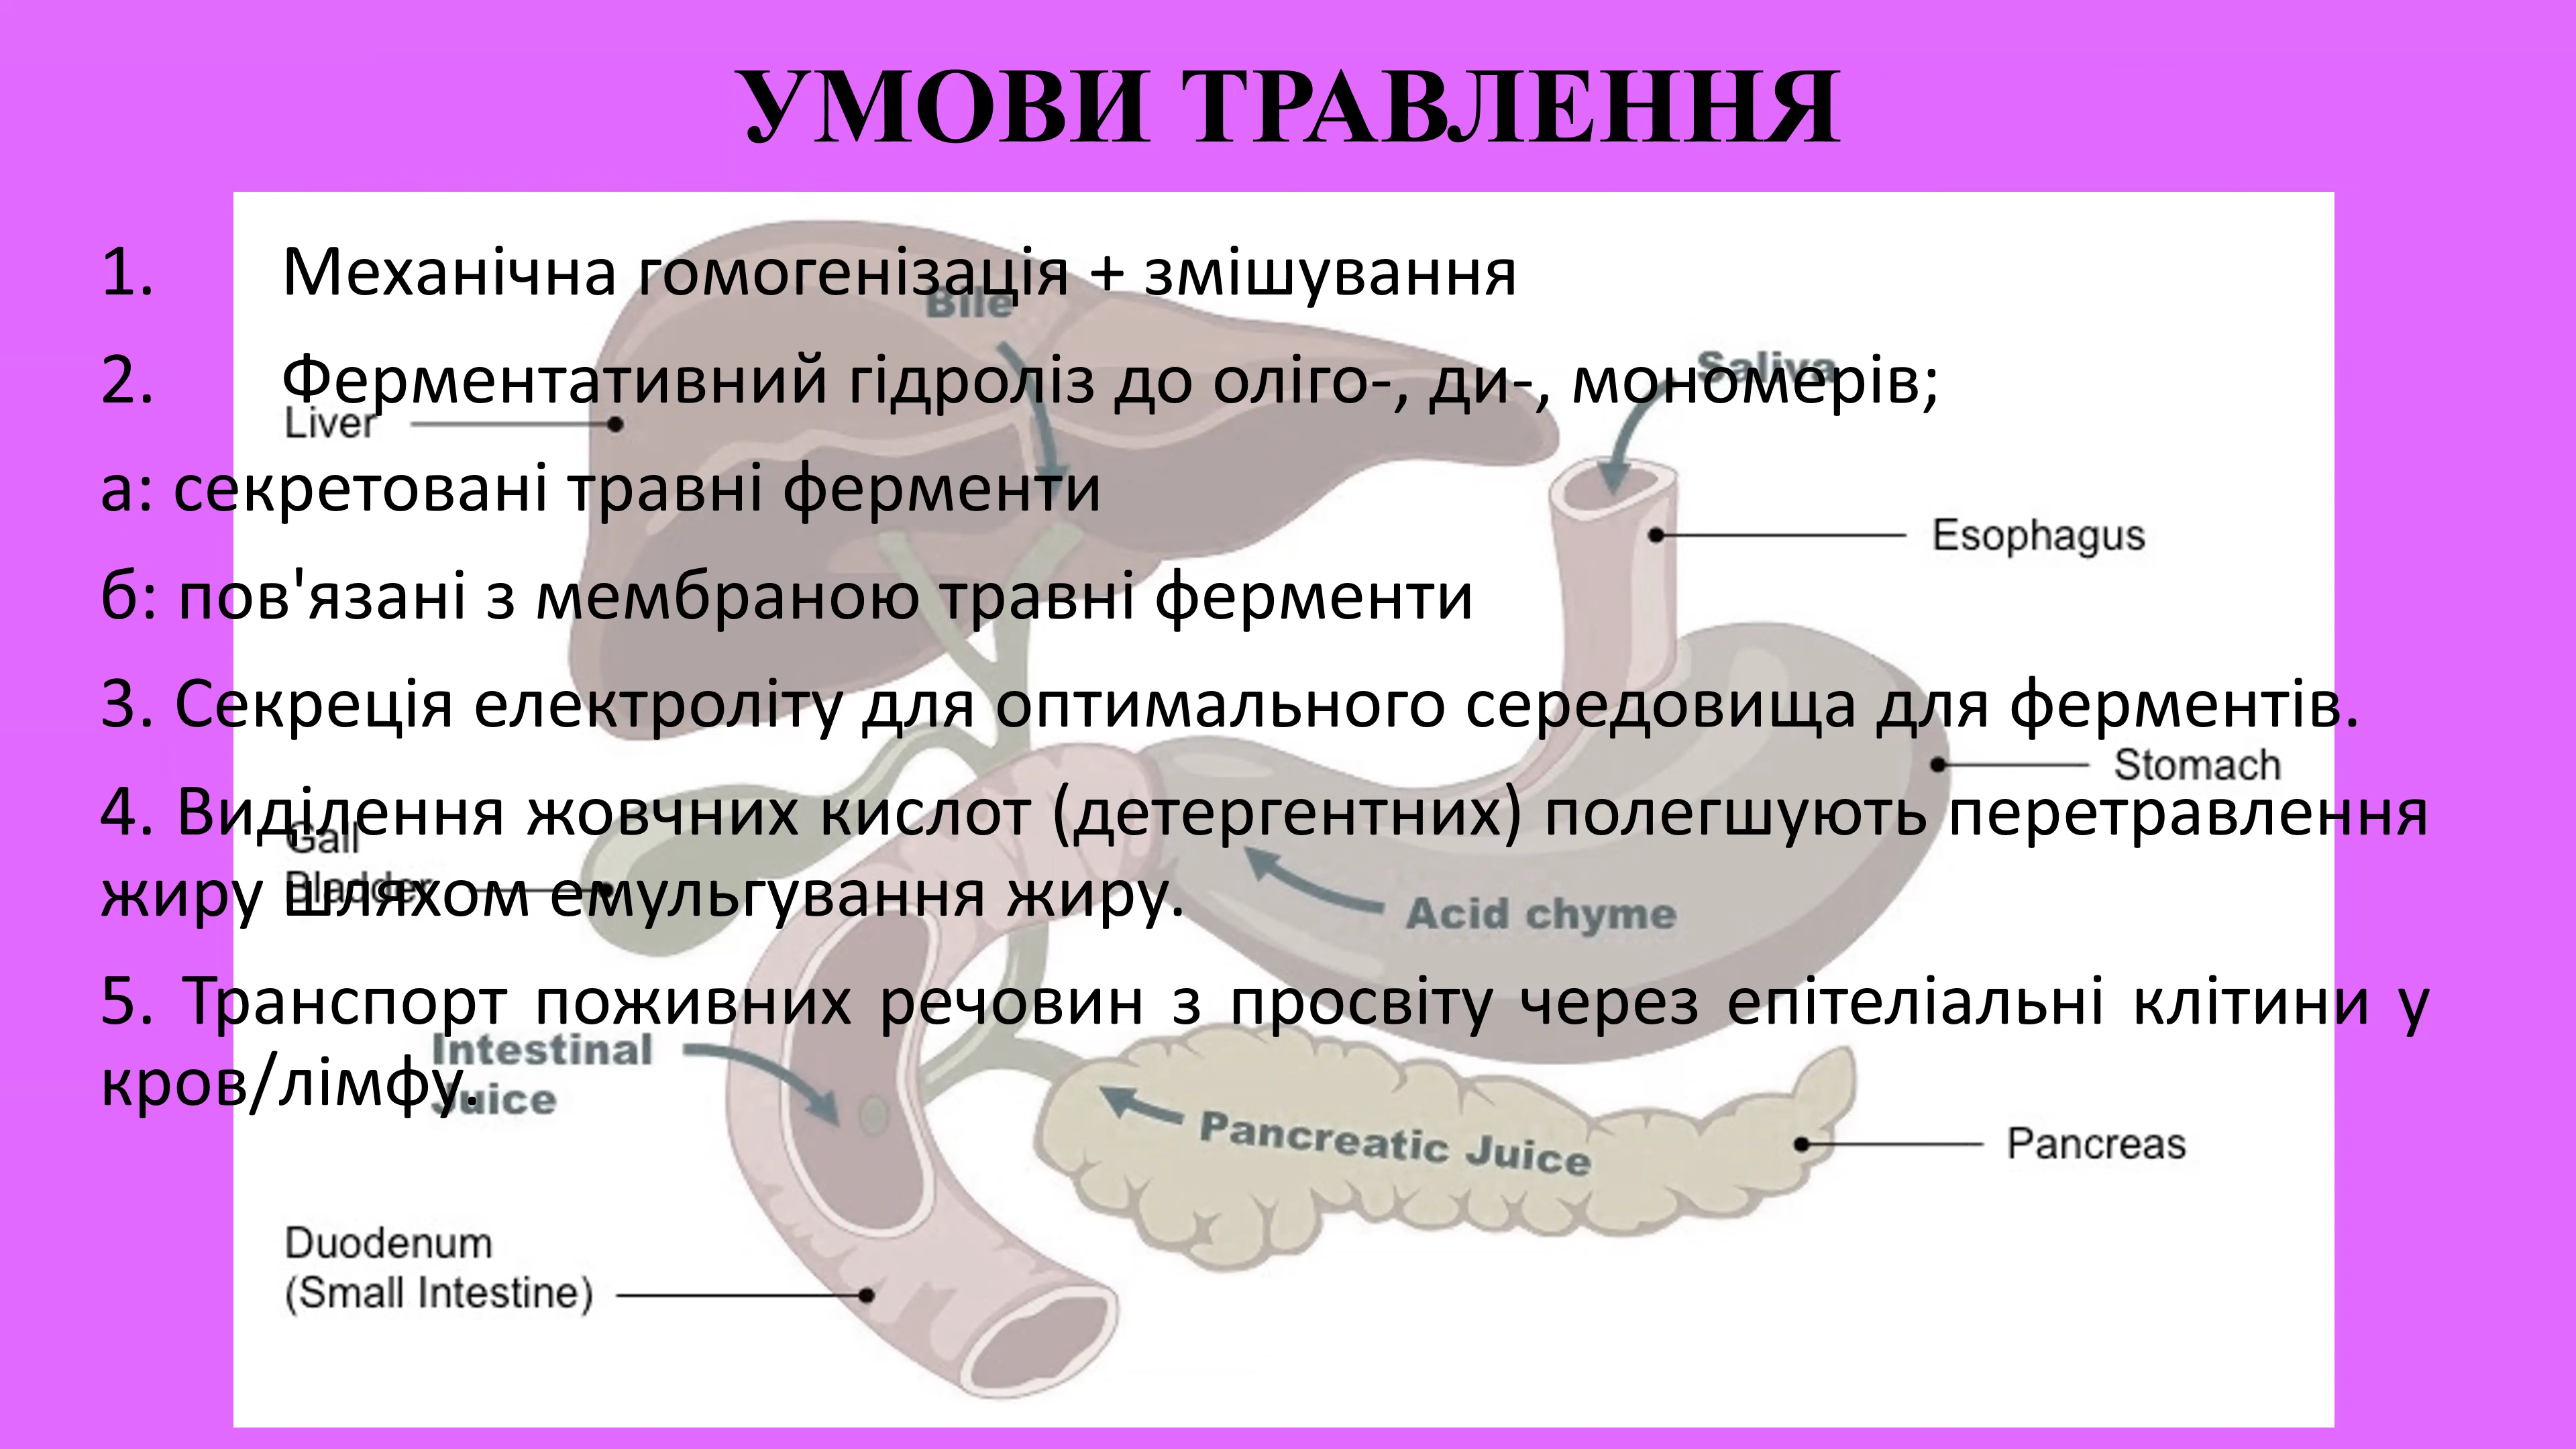 УМОВИ ТРАВЛЕННЯ
1. Механічна гомогенізація + змішування
2. Ферментативний гідроліз до оліго-, ди-, мономерів;
а: секретовані травні ферменти
б: пов'язані з мембраною травні ферменти
3. Секреція електроліту для оптимального середовища для ферментів.
4. Виділення жовчних кислот (детергентних) полегшують перетравлення
жиру шляхом емульгування жиру.
5. Транспорт поживних речовин з просвіту через епітеліальні клітини у
кров/лімфу.
Bile
Saliva
Liver
Esophagus
Stomach
Gall
Bladder
Acid chyme
Intestinal
Juice
Pancreatic Juice
Pancreas
Duodenum
(Small Intestine)